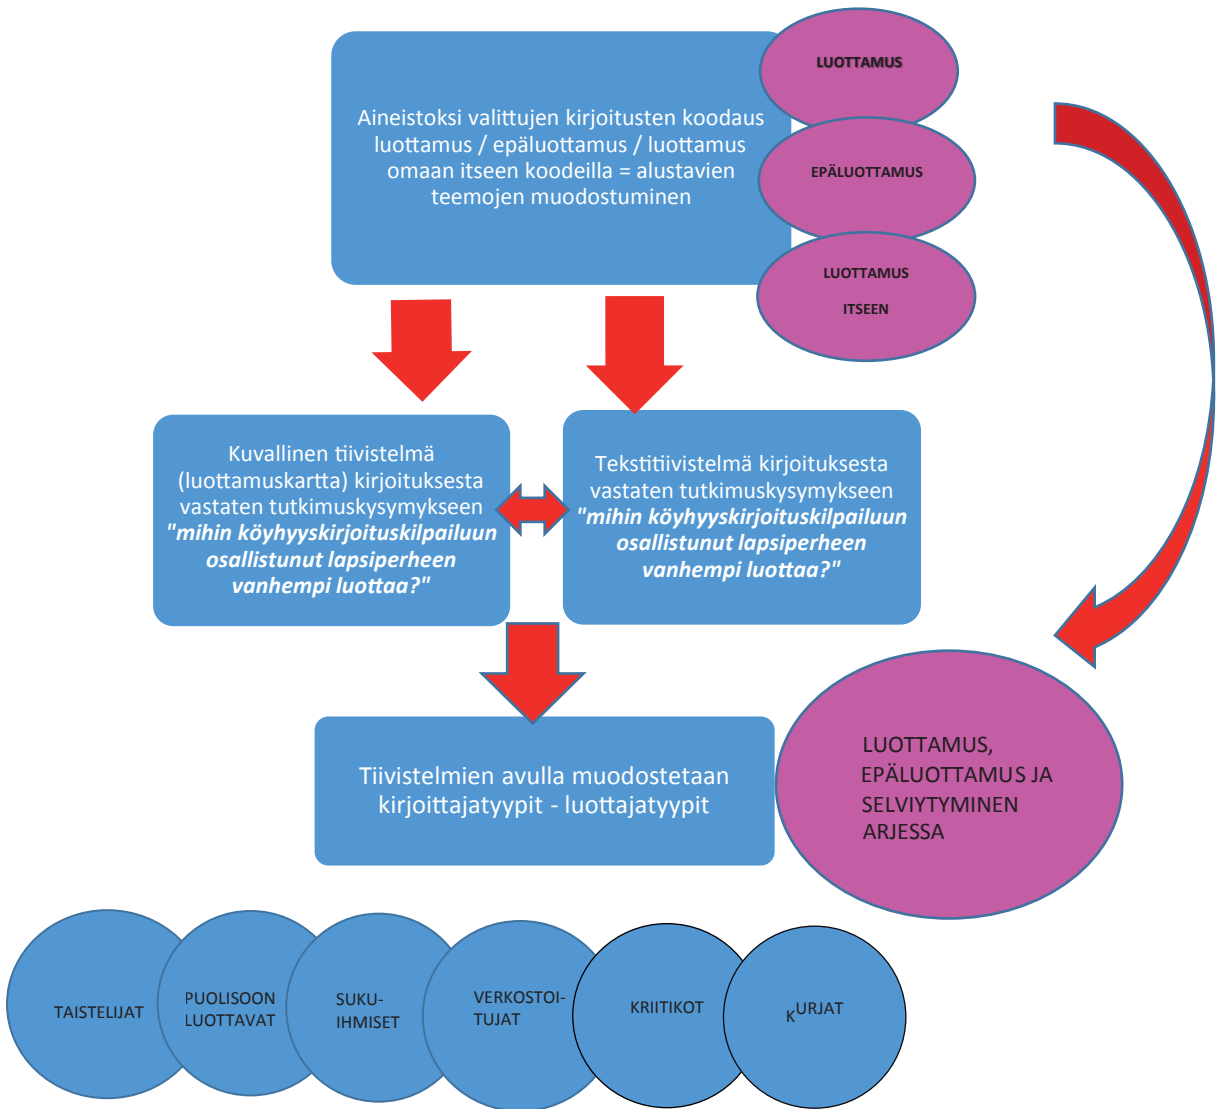 Aineistoksi valittujen kirjoitusten koodaus
luottamus / epäluottamus / luottamus
omaan itseen koodeilla = alustavien
teemojen muodostuminen
LUOTTAMUS
EPÄLUOTTAMUS
LUOTTAMUS
ITSEEN
Kuvallinen tiivistelmä
(luottamuskartta) kirjoituksesta
vastaten tutkimuskysymykseen
"mihin köyhyyskirjoituskilpailuun
osallistunut lapsiperheen
vanhempi luottaa?"
Tekstitiivistelmä kirjoituksesta
vastaten tutkimuskysymykseen
"mihin köyhyyskirjoituskilpailuun
osallistunut lapsiperheen
vanhempi luottaa?"
Tiivistelmien avulla muodostetaan
kirjoittajatyypit - luottajatyypit
LUOTTAMUS,
EPÄLUOTTAMUS JA
SELVIYTYMINEN
ARJESSA
TAISTELIJAT
PUOLISOON
LUOTTAVAT
SUKU-
IHMISET
VERKOSTOI-
TUJAT
KRIITIKOT
KURJAT